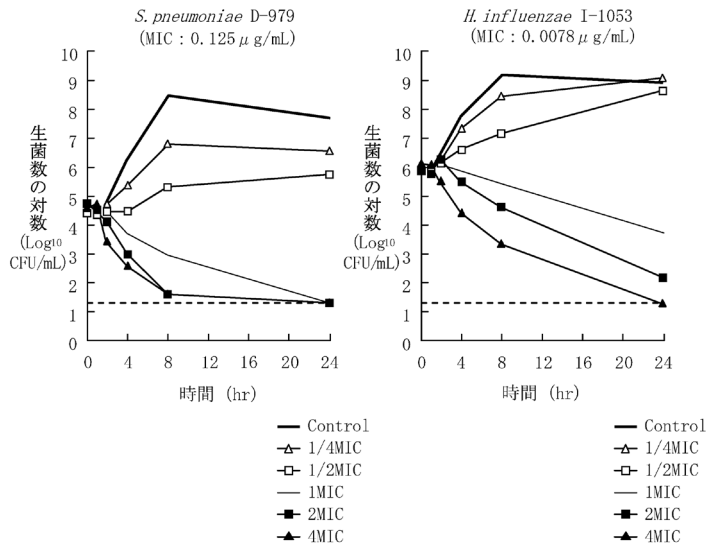 S.pneumoniae D-979
(MIC：0.125μg/mL)
生菌数の対数
(Log10
CFU/mL)
10
9
8
7
6
5
4
3
2
1
0
0 4 8 12 16 20 24
時間 (hr)
Control
1/4MIC
1/2MIC
1MIC
2MIC
4MIC
H.influenzae I-1053
(MIC：0.0078μg/mL)
生菌数の対数
(Log10
CFU/mL)
10
9
8
7
6
5
4
3
2
1
0
0 4 8 12 16 20 24
時間 (hr)
Control
1/4MIC
1/2MIC
1MIC
2MIC
4MIC